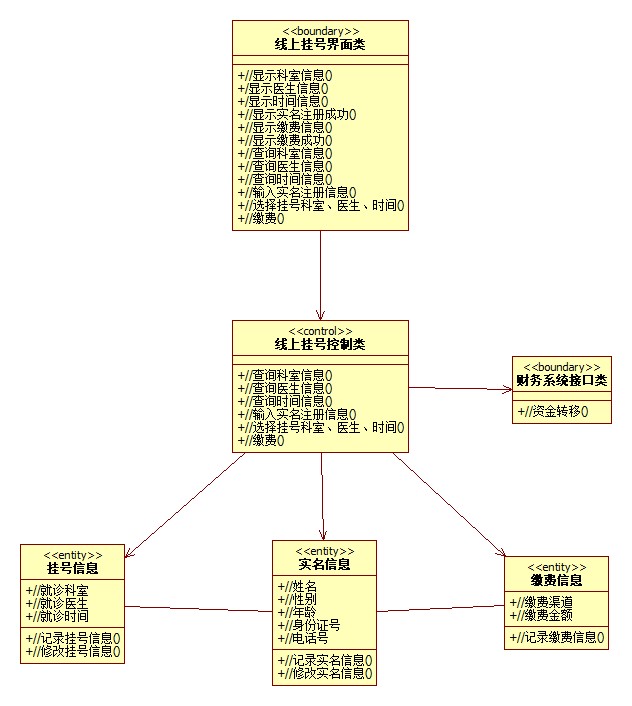 <<boundary>>
线上挂号界面类
+//显示科室信息()
+//显示医生信息()
+//显示时间信息()
+//显示实名注册成功()
+//显示缴费信息()
+//显示缴费成功()
+//查询科室信息()
+//查询医生信息()
+//查询时间信息()
+//输入实名注册信息()
+//选择挂号科室、医生、时间()
+//缴费()
<<control>>
线上挂号控制类
+//查询科室信息()
+//查询医生信息()
+//查询时间信息()
+//输入实名注册信息()
+//选择挂号科室、医生、时间()
+//缴费()
<<boundary>>
财务系统接口类
+//资金转移()
<<entity>>
挂号信息
+//就诊科室
+//就诊医生
+//就诊时间
+//记录挂号信息()
+//修改挂号信息()
<<entity>>
实名信息
+//姓名
+//性别
+//年龄
+//身份证号
+//电话号
+//记录实名信息()
+//修改实名信息()
<<entity>>
缴费信息
+//缴费渠道
+//缴费金额
+//记录缴费信息()